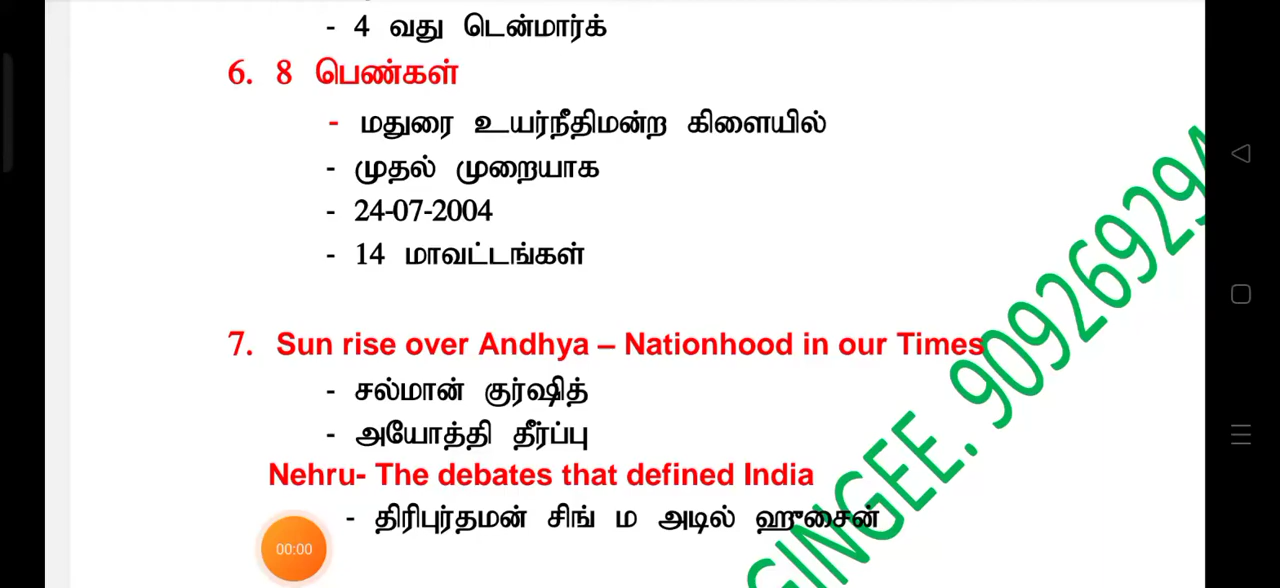 - 4 வது டென்மார்க்
6. 8 பெண்கள்
- மதுரை உயர்நீதிமன்ற கிளையில்
- முதல் முறையாக
- 24-07-2004
- 14 மாவட்டங்கள்
7. Sun rise over Andhya – Nationhood in our Times
- சல்மான் குர்ஷித்
- அயோத்தி தீர்ப்பு
Nehru- The debates that defined India
- திரிபுர்தமன் சிங் ம அடில் ஹுசைன்
GINGEE. 909269294
00:00